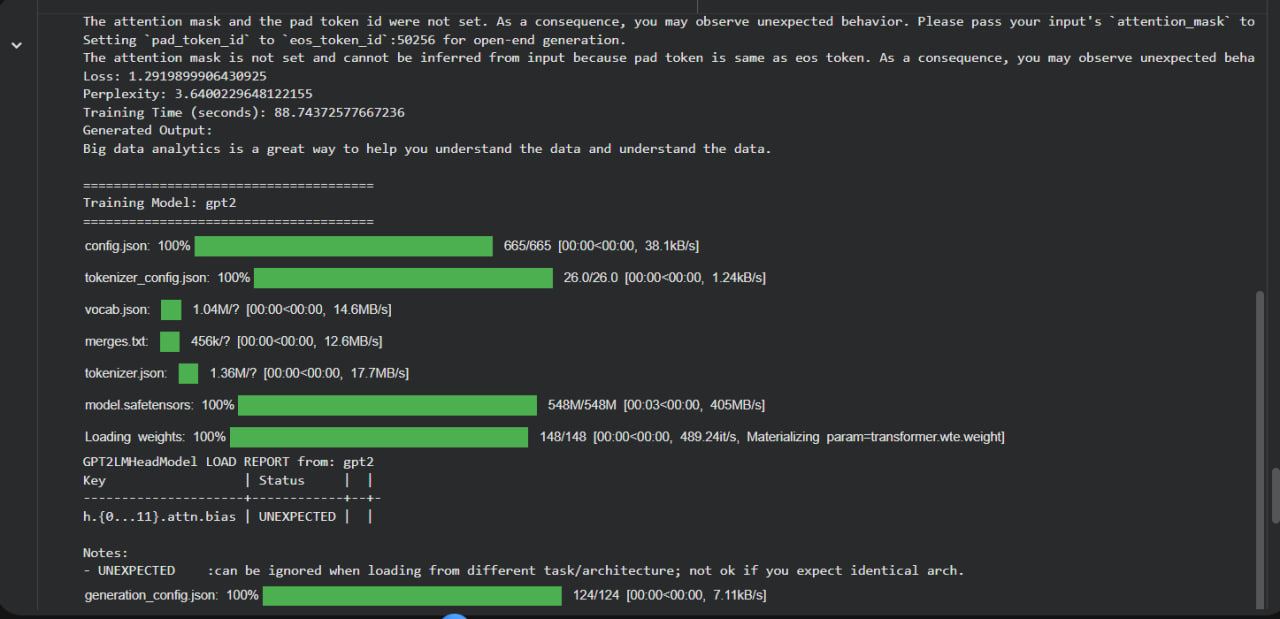 The attention mask and the pad token id were not set. As a consequence, you may observe unexpected behavior. Please pass your input's `attention_mask` to
Setting `pad_token_id` to `eos_token_id`:50256 for open-end generation.
The attention mask is not set and cannot be inferred from input because pad token is same as eos token. As a consequence, you may observe unexpected beha
Loss: 1.2919899906430925
Perplexity: 3.6400229648122155
Training Time (seconds): 88.74372577667236
Generated Output:
Big data analytics is a great way to help you understand the data and understand the data.
=====================================
Training Model: gpt2
=====================================
config.json: 100% 665/665 [00:00<00:00, 38.1kB/s]
tokenizer_config.json: 100% 26.0/26.0 [00:00<00:00, 1.24kB/s]
vocab.json: 1.04M/? [00:00<00:00, 14.6MB/s]
merges.txt: 456k/? [00:00<00:00, 12.6MB/s]
tokenizer.json: 1.36M/? [00:00<00:00, 17.7MB/s]
model.safetensors: 100% 548M/548M [00:03<00:00, 405MB/s]
Loading weights: 100% 148/148 [00:00<00:00, 489.24it/s, Materializing param=transformer.wte.weight]
GPT2LMHeadModel LOAD REPORT from: gpt2
Key                  | Status     |  |
---------------------+------------+--+-
h.{0...11}.attn.bias | UNEXPECTED |  |
Notes:
- UNEXPECTED    :can be ignored when loading from different task/architecture; not ok if you expect identical arch.
generation_config.json: 100% 124/124 [00:00<00:00, 7.11kB/s]